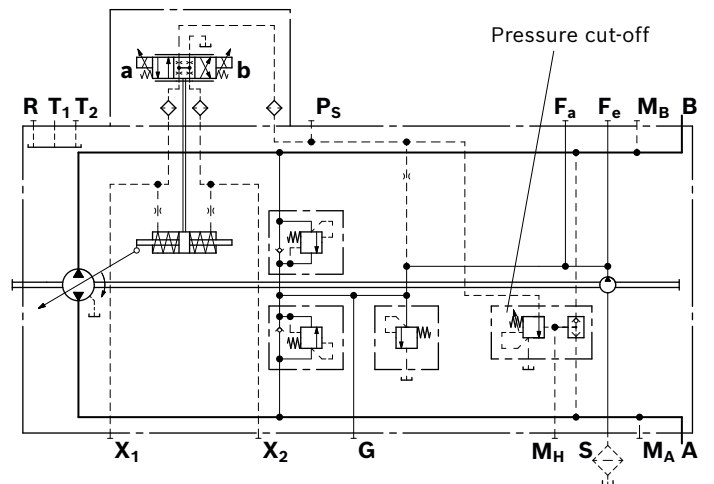 Pressure cut-off
a b
R T1 T2 PS Fa Fe MB B
X1 X2 G MH S MA A